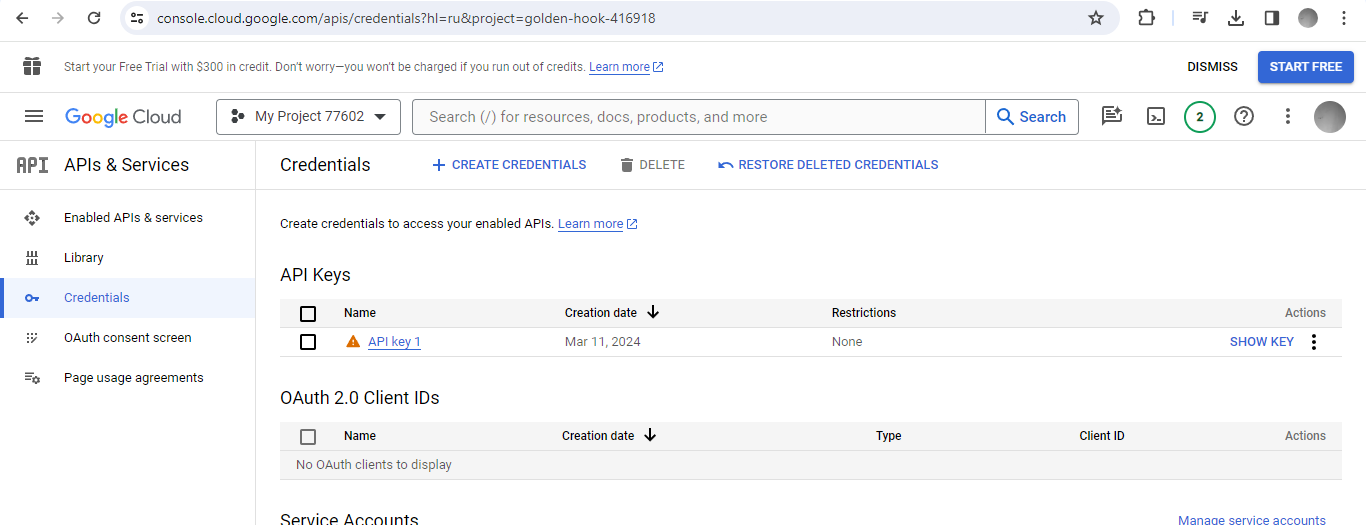 console.cloud.google.com/apis/credentials?hl=ru&project=golden-hook-416918
Start your Free Trial with $300 in credit. Don't worry—you won't be charged if you run out of credits. Learn more
DISMISS
START FREE
Google Cloud
My Project 77602
Search (/) for resources, docs, products, and more
Search
2
API
APIs & Services
Credentials
CREATE CREDENTIALS
DELETE
RESTORE DELETED CREDENTIALS
Enabled APIs & services
Library
Credentials
OAuth consent screen
Page usage agreements
Create credentials to access your enabled APIs. Learn more
API Keys
Name Creation date Restrictions Actions
API key 1 Mar 11, 2024 None SHOW KEY
OAuth 2.0 Client IDs
Name Creation date Type Client ID Actions
No OAuth clients to display
Service Accounts
Manage service accounts